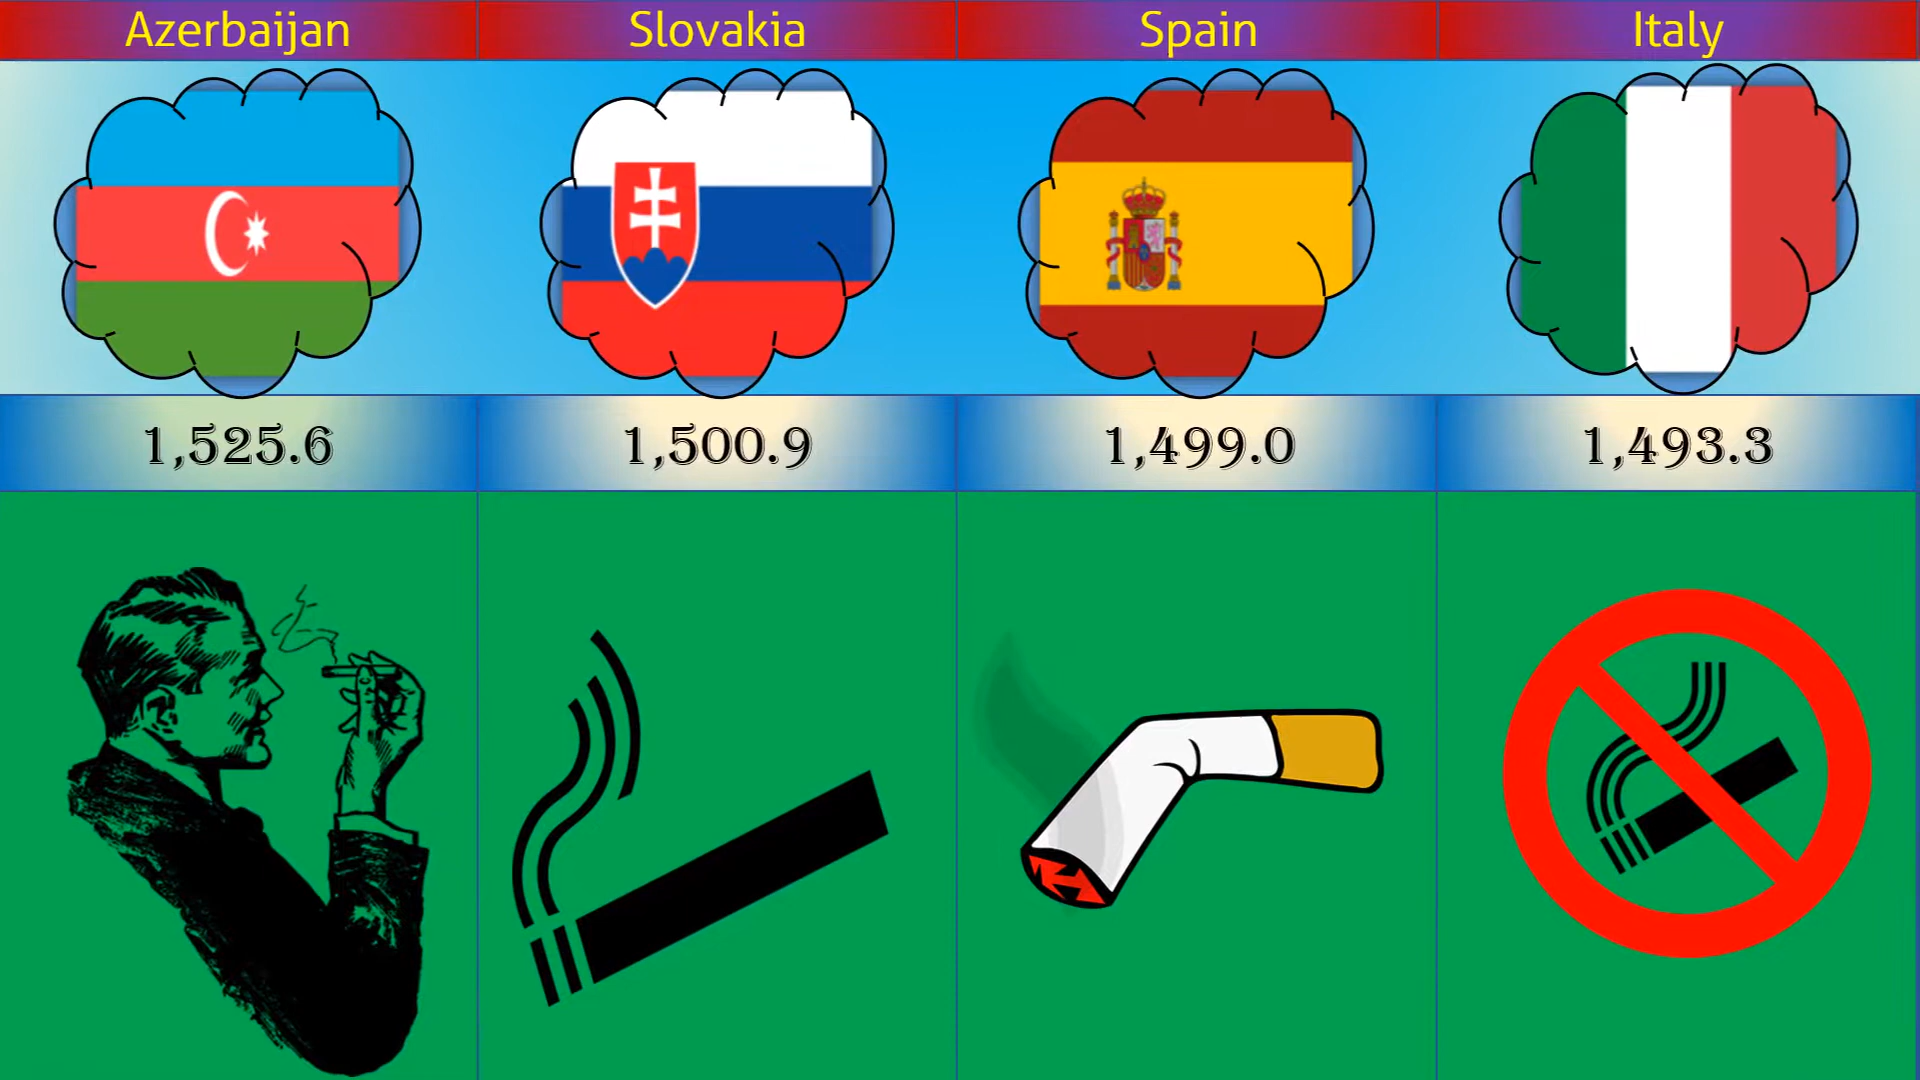 Azerbaijan
Slovakia
Spain
Italy
1,525.6
1,500.9
1,499.0
1,493.3